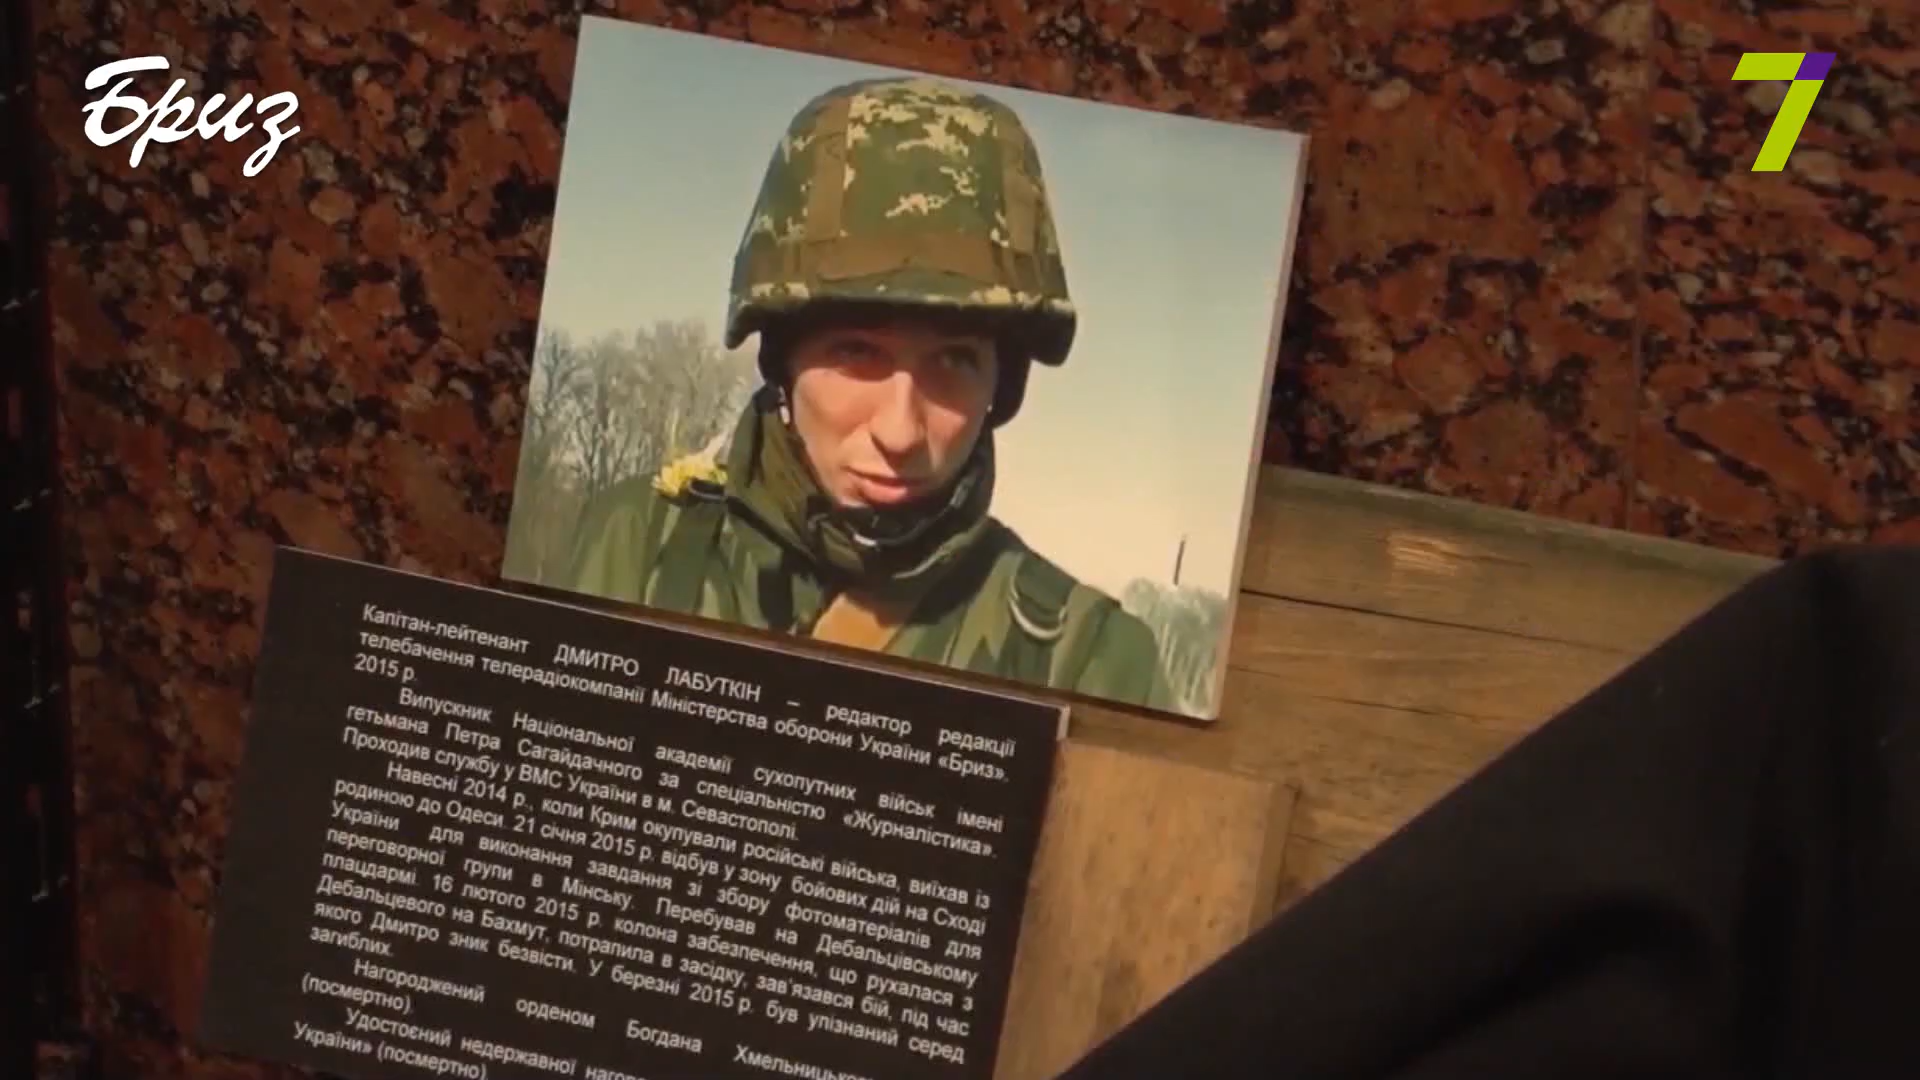 Бриз
7
Капітан-лейтенант ДМИТРО ЛАБУТКІН – редактор редакції
телебачення телерадіокомпанії Міністерства оборони України «Бриз».
2015 р.
Випускник Національної академії сухопутних військ імені
гетьмана Петра Сагайдачного за спеціальністю «Журналістика».
Проходив службу у ВМС України в м. Севастополі.
Навесні 2014 р., коли Крим окупували російські війська, виїхав із
родиною до Одеси. 21 січня 2015 р. відбув у зону бойових дій на Сході
України для виконання завдання зі збору фотоматеріалів для
переговорної групи в Мінську. Перебував на Дебальцівському
плацдармі. 16 лютого 2015 р. колона забезпечення, що рухалася з
Дебальцевого на Бахмут, потрапила в засідку, зав'язався бій, під час
якого Дмитро зник безвісти. У березні 2015 р. був упізнаний серед
загиблих.
Нагороджений орденом Богдана Хмельницького
(посмертно).
Удостоєний недержавної
України» (посмертно).